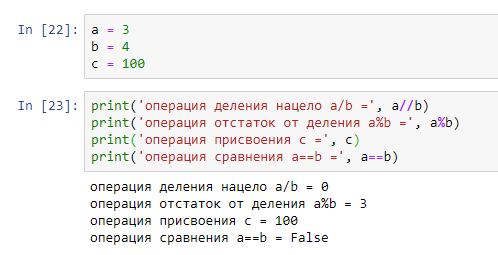 In [22]: a = 3
b = 4
c = 100
In [23]: print('операция деления нацело a/b =', a//b)
print('операция отстаток от деления a%b =', a%b)
print('операция присвоения c =', c)
print('операция сравнения a==b =', a==b)
операция деления нацело a/b = 0
операция отстаток от деления a%b = 3
операция присвоения c = 100
операция сравнения a==b = False